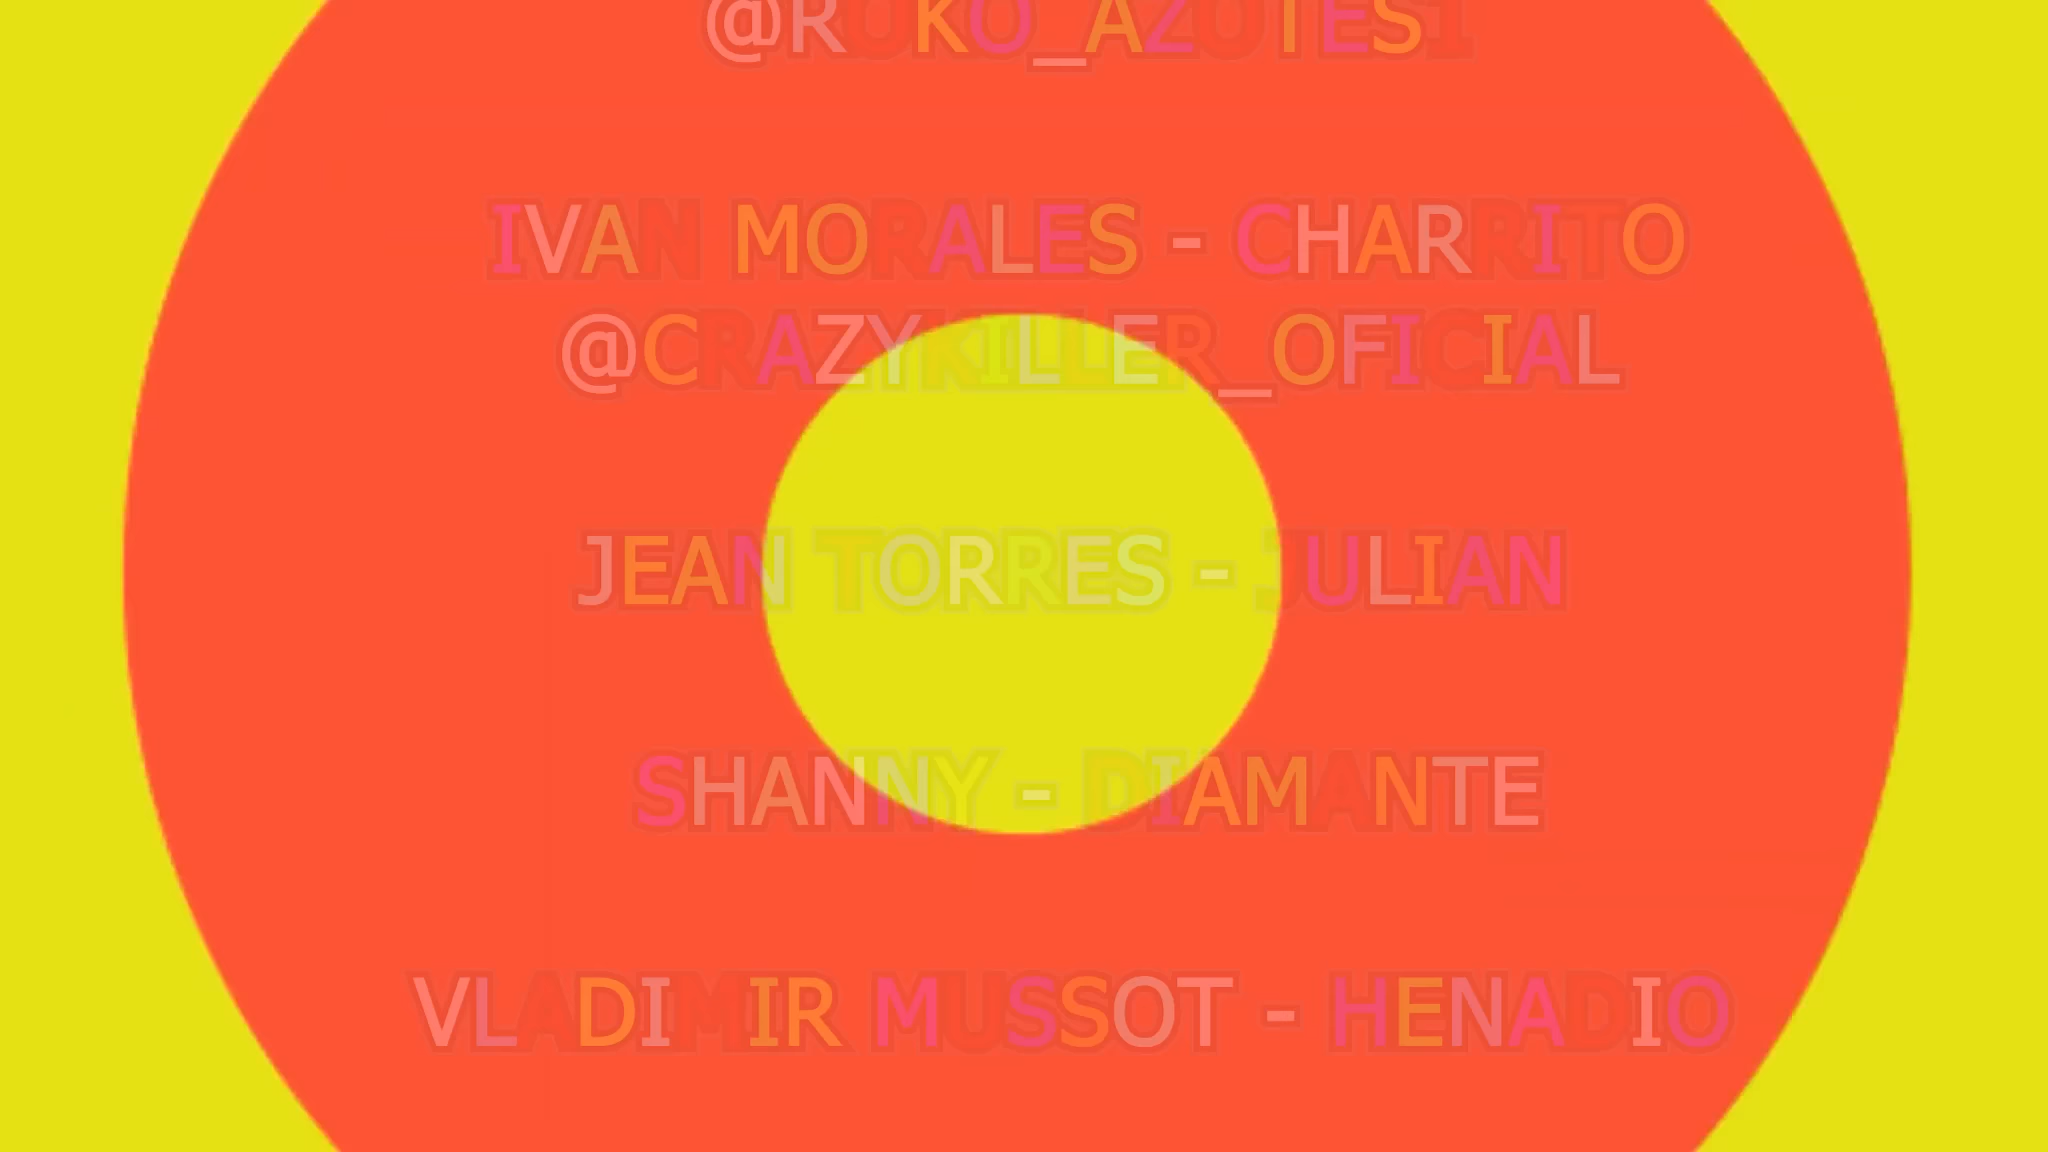 @ROKO_AZOTES1
IVAN MORALES - CHARRITO
@CRAZYKILLER_OFICIAL
JEAN TORRES - JULIAN
SHANNY - DIAMANTE
VLADIMIR MUSSOT - HENADIO